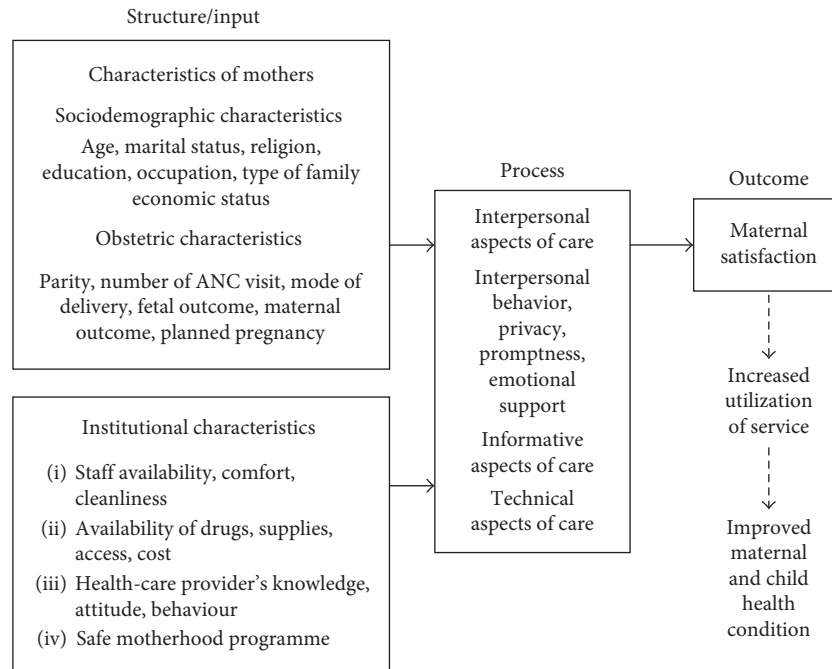 Structure/input
Characteristics of mothers
Sociodemographic characteristics
Age, marital status, religion,
education, occupation, type of family
economic status
Obstetric characteristics
Parity, number of ANC visit, mode of
delivery, fetal outcome, maternal
outcome, planned pregnancy
Institutional characteristics
(i) Staff availability, comfort,
cleanliness
(ii) Availability of drugs, supplies,
access, cost
(iii) Health-care provider's knowledge,
attitude, behaviour
(iv) Safe motherhood programme
Process
Interpersonal
aspects of care
Interpersonal
behavior,
privacy,
promptness,
emotional
support
Informative
aspects of care
Technical
aspects of care
Outcome
Maternal
satisfaction
Increased
utilization
of service
Improved
maternal
and child
health
condition